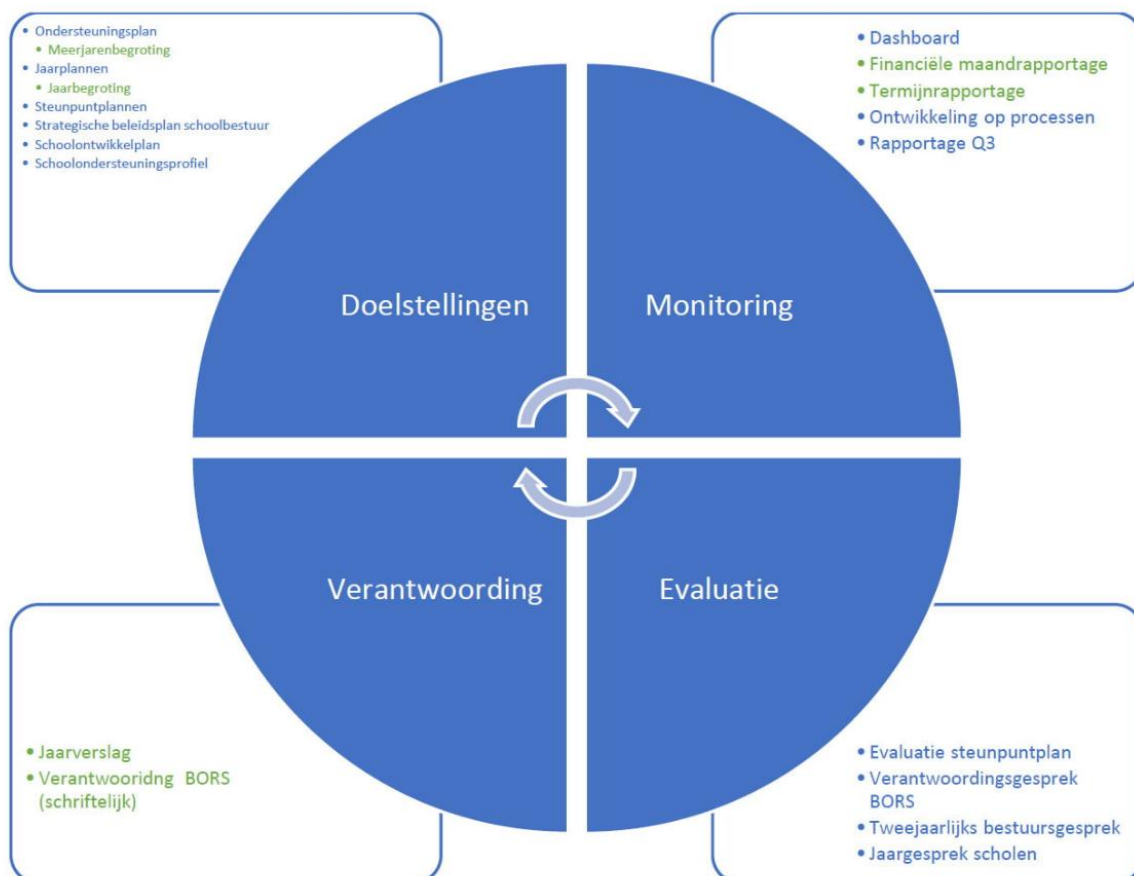 • Ondersteuningsplan
• Meerjarenbegroting
• Jaarplannen
• Jaarbegroting
• Steunpuntplannen
• Strategische beleidsplan schoolbestuur
• Schoolontwikkelplan
• Schoolondersteuningsprofiel
• Dashboard
• Financiële maandrapportage
• Termijnrapportage
• Ontwikkeling op processen
• Rapportage Q3
Doelstellingen
Monitoring
Verantwoording
Evaluatie
• Jaarverslag
• Verantwooridng BORS
(schriftelijk)
• Evaluatie steunpuntplan
• Verantwoordingsgesprek
BORS
• Tweejaarlijks bestuursgesprek
• Jaargesprek scholen